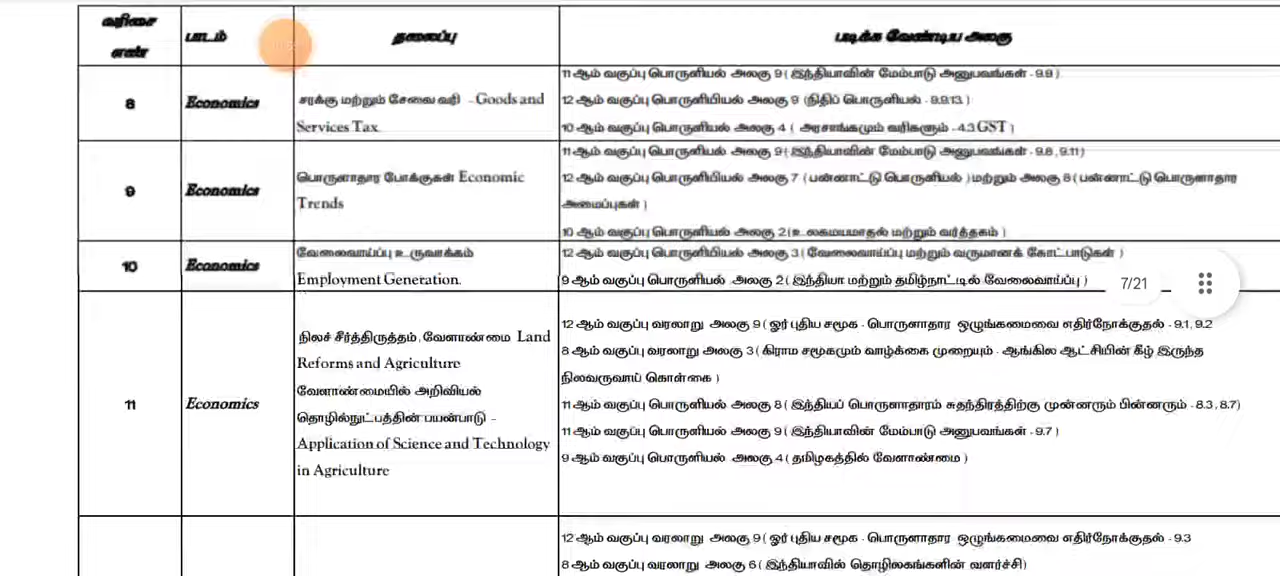 வரிசை எண்
பாடம்
தலைப்பு
படிக்க வேண்டிய அலகு
8
Economics
சரக்கு மற்றும் சேவை வரி - Goods and
Services Tax
11 ஆம் வகுப்பு பொருளியல் அலகு 9 ( இந்தியாவின் மேம்பாடு அனுபவங்கள் - 9.9 )
12 ஆம் வகுப்பு பொருளியியல் அலகு 9 (நிதிப் பொருளியல் - 9.9.13 )
10 ஆம் வகுப்பு பொருளியல் அலகு 4 ( அரசாங்கமும் வரிகளும் - 4.3 GST )
9
Economics
பொருளாதார போக்குகள் Economic
Trends
11 ஆம் வகுப்பு பொருளியல் அலகு 9 ( இந்தியாவின் மேம்பாடு அனுபவங்கள் - 9.8 , 9.11)
12 ஆம் வகுப்பு பொருளியியல் அலகு 7 ( பன்னாட்டு பொருளியல் ) மற்றும் அலகு 8 ( பன்னாட்டு பொருளாதார
அமைப்புகள் )
10 ஆம் வகுப்பு பொருளியல் அலகு 2 ( உலகமயமாதல் மற்றும் வர்த்தகம் )
10
Economics
வேலைவாய்ப்பு உருவாக்கம்
Employment Generation.
12 ஆம் வகுப்பு பொருளியியல் அலகு 3 ( வேலைவாய்ப்பு மற்றும் வருமானக் கோட்பாடுகள் )
9 ஆம் வகுப்பு பொருளியல் அலகு 2 ( இந்தியா மற்றும் தமிழ்நாட்டில் வேலைவாய்ப்பு )
7/21
11
Economics
நிலச் சீர்த்திருத்தம் , வேளாண்மை Land
Reforms and Agriculture
வேளாண்மையில் அறிவியல்
தொழில்நுட்பத்தின் பயன்பாடு -
Application of Science and Technology
in Agriculture
12 ஆம் வகுப்பு வரலாறு அலகு 9 ( ஓர் புதிய சமூக - பொருளாதார ஒழுங்கமைவை எதிர்நோக்குதல் - 9.1, 9.2
8 ஆம் வகுப்பு வரலாறு அலகு 3 ( கிராம சமூகமும் வாழ்க்கை முறையும் - ஆங்கில ஆட்சியின் கீழ் இருந்த
நிலவருவாய் கொள்கை )
11 ஆம் வகுப்பு பொருளியல் அலகு 8 ( இந்தியப் பொருளாதாரம் சுதந்திரத்திற்கு முன்னரும் பின்னரும் - 8.3, 8.7)
11 ஆம் வகுப்பு பொருளியல் அலகு 9 ( இந்தியாவின் மேம்பாடு அனுபவங்கள் - 9.7 )
9 ஆம் வகுப்பு பொருளியல் அலகு 4 ( தமிழகத்தில் வேளாண்மை )
12 ஆம் வகுப்பு வரலாறு அலகு 9 ( ஓர் புதிய சமூக - பொருளாதார ஒழுங்கமைவை எதிர்நோக்குதல் - 9.3
8 ஆம் வகுப்பு வரலாறு அலகு 6 ( இந்தியாவில் தொழிலகங்களின் வளர்ச்சி)